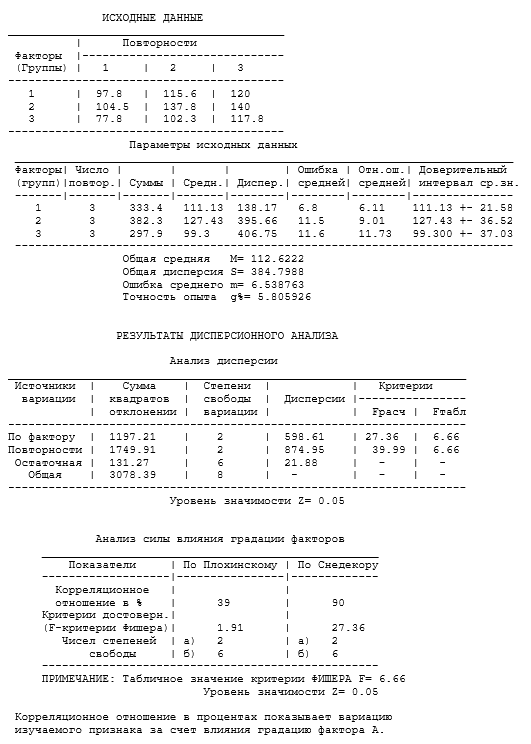 ИСХОДНЫЕ ДАННЫЕ
| Повторности
Факторы |
(Группы) | 1 | 2 | 3
1 | 97.8 | 115.6 | 120
2 | 104.5 | 137.8 | 140
3 | 77.8 | 102.3 | 117.8
Параметры исходных данных
Факторы| Число | | | | Ошибка | Отн.ош.| Доверительный
(групп)|повтор.| Суммы | Средн.| Диспер.| средней| средней| интервал ср.зн.
1 3 333.4 111.13 138.17 6.8 6.11 111.13 +- 21.58
2 3 382.3 127.43 395.66 11.5 9.01 127.43 +- 36.52
3 3 297.9 99.3 406.75 11.6 11.73 99.300 +- 37.03
Общая средняя M= 112.6222
Общая дисперсия S= 384.7988
Ошибка среднего m= 6.538763
Точность опыта g%= 5.805926
РЕЗУЛЬТАТЫ ДИСПЕРСИОННОГО АНАЛИЗА
Анализ дисперсии
Источники | Сумма | Степени | | Критерии
вариации | квадратов | свободы | Дисперсии |
| отклонении | вариации | | Fрасч | Fтабл
По фактору | 1197.21 | 2 | 598.61 |27.36 | 6.66
Повторности | 1749.91 | 2 | 874.95 | 39.99 | 6.66
Остаточная | 131.27 | 6 | 21.88 | - | -
Общая | 3078.39 | 8 | - | - | -
Уровень значимости Z= 0.05
Анализ силы влияния градации факторов
Показатели | По Плохинскому | По Снедекору
Корреляционное | |
отношение в % | 39 | 90
Критерии достоверн.| |
(F-критерии Фишера)| 1.91 | 27.36
Чисел степеней | а) 2 | а) 2
свободы | б) 6 | б) 6
ПРИМЕЧАНИЕ: Табличное значение критерии ФИШЕРА F= 6.66
Уровень значимости Z= 0.05
Корреляционное отношение в процентах показывает вариацию
изучаемого признака за счет влияния градацию фактора А.